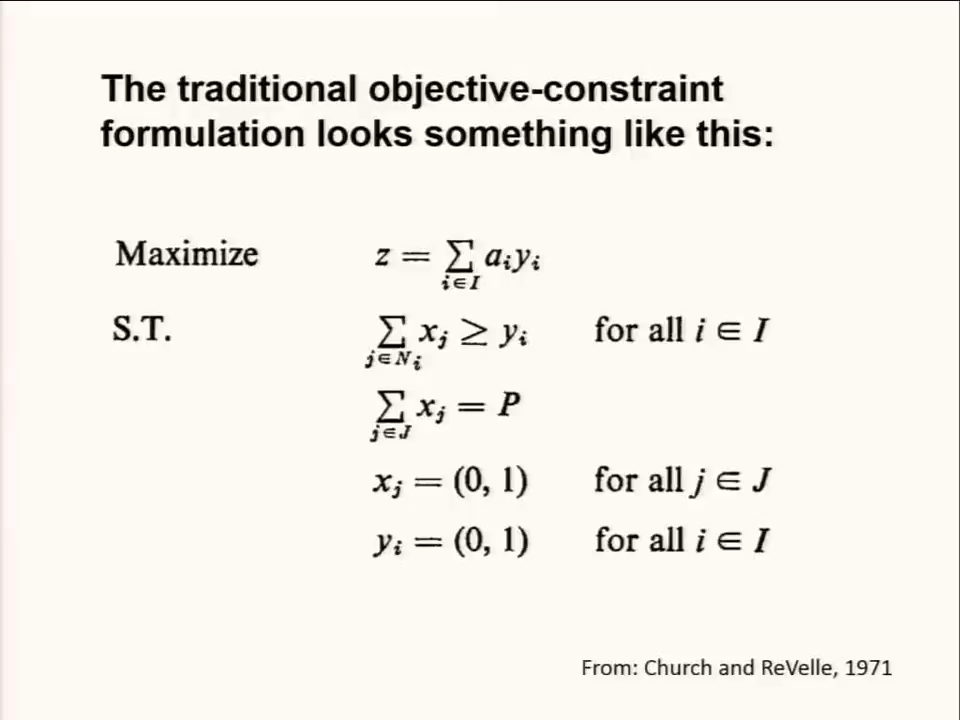 The traditional objective-constraint
formulation looks something like this:
Maximize z = ∑_{i∈I} a_i y_i
S.T. ∑_{j∈N_i} x_j ≥ y_i for all i ∈ I
∑_{j∈J} x_j = P
x_j = (0, 1) for all j ∈ J
y_i = (0, 1) for all i ∈ I
From: Church and ReVelle, 1971